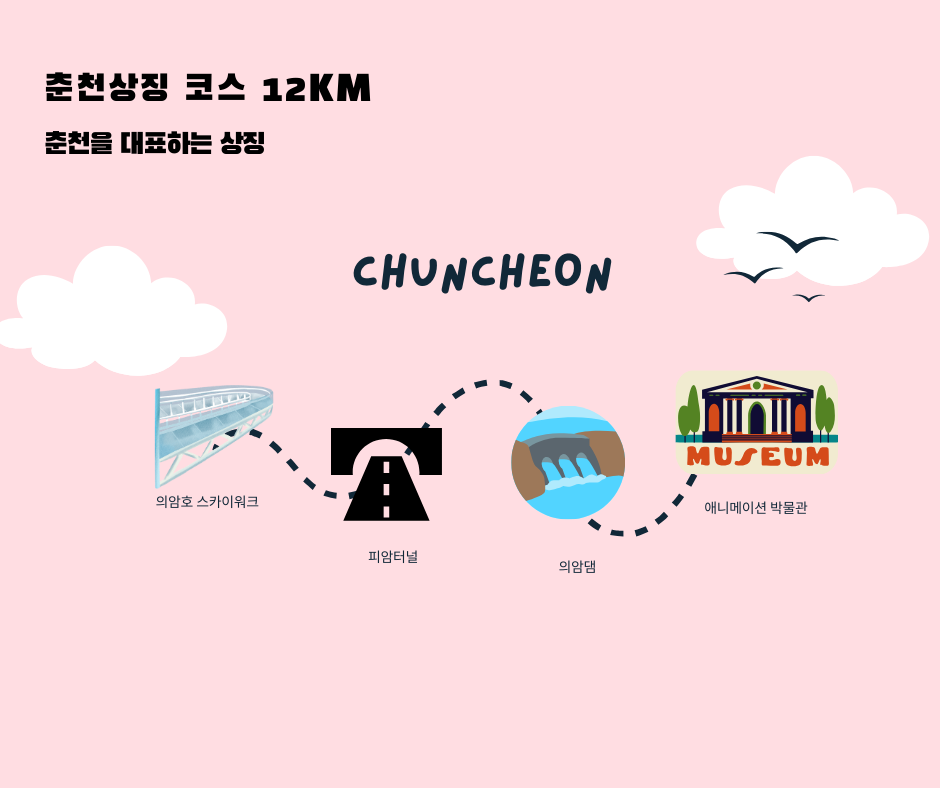 춘천상징 코스 12KM
춘천을 대표하는 상징
CHUNCHEON
MUSEUM
의암호 스카이워크
애니메이션 박물관
피암터널
의암댐